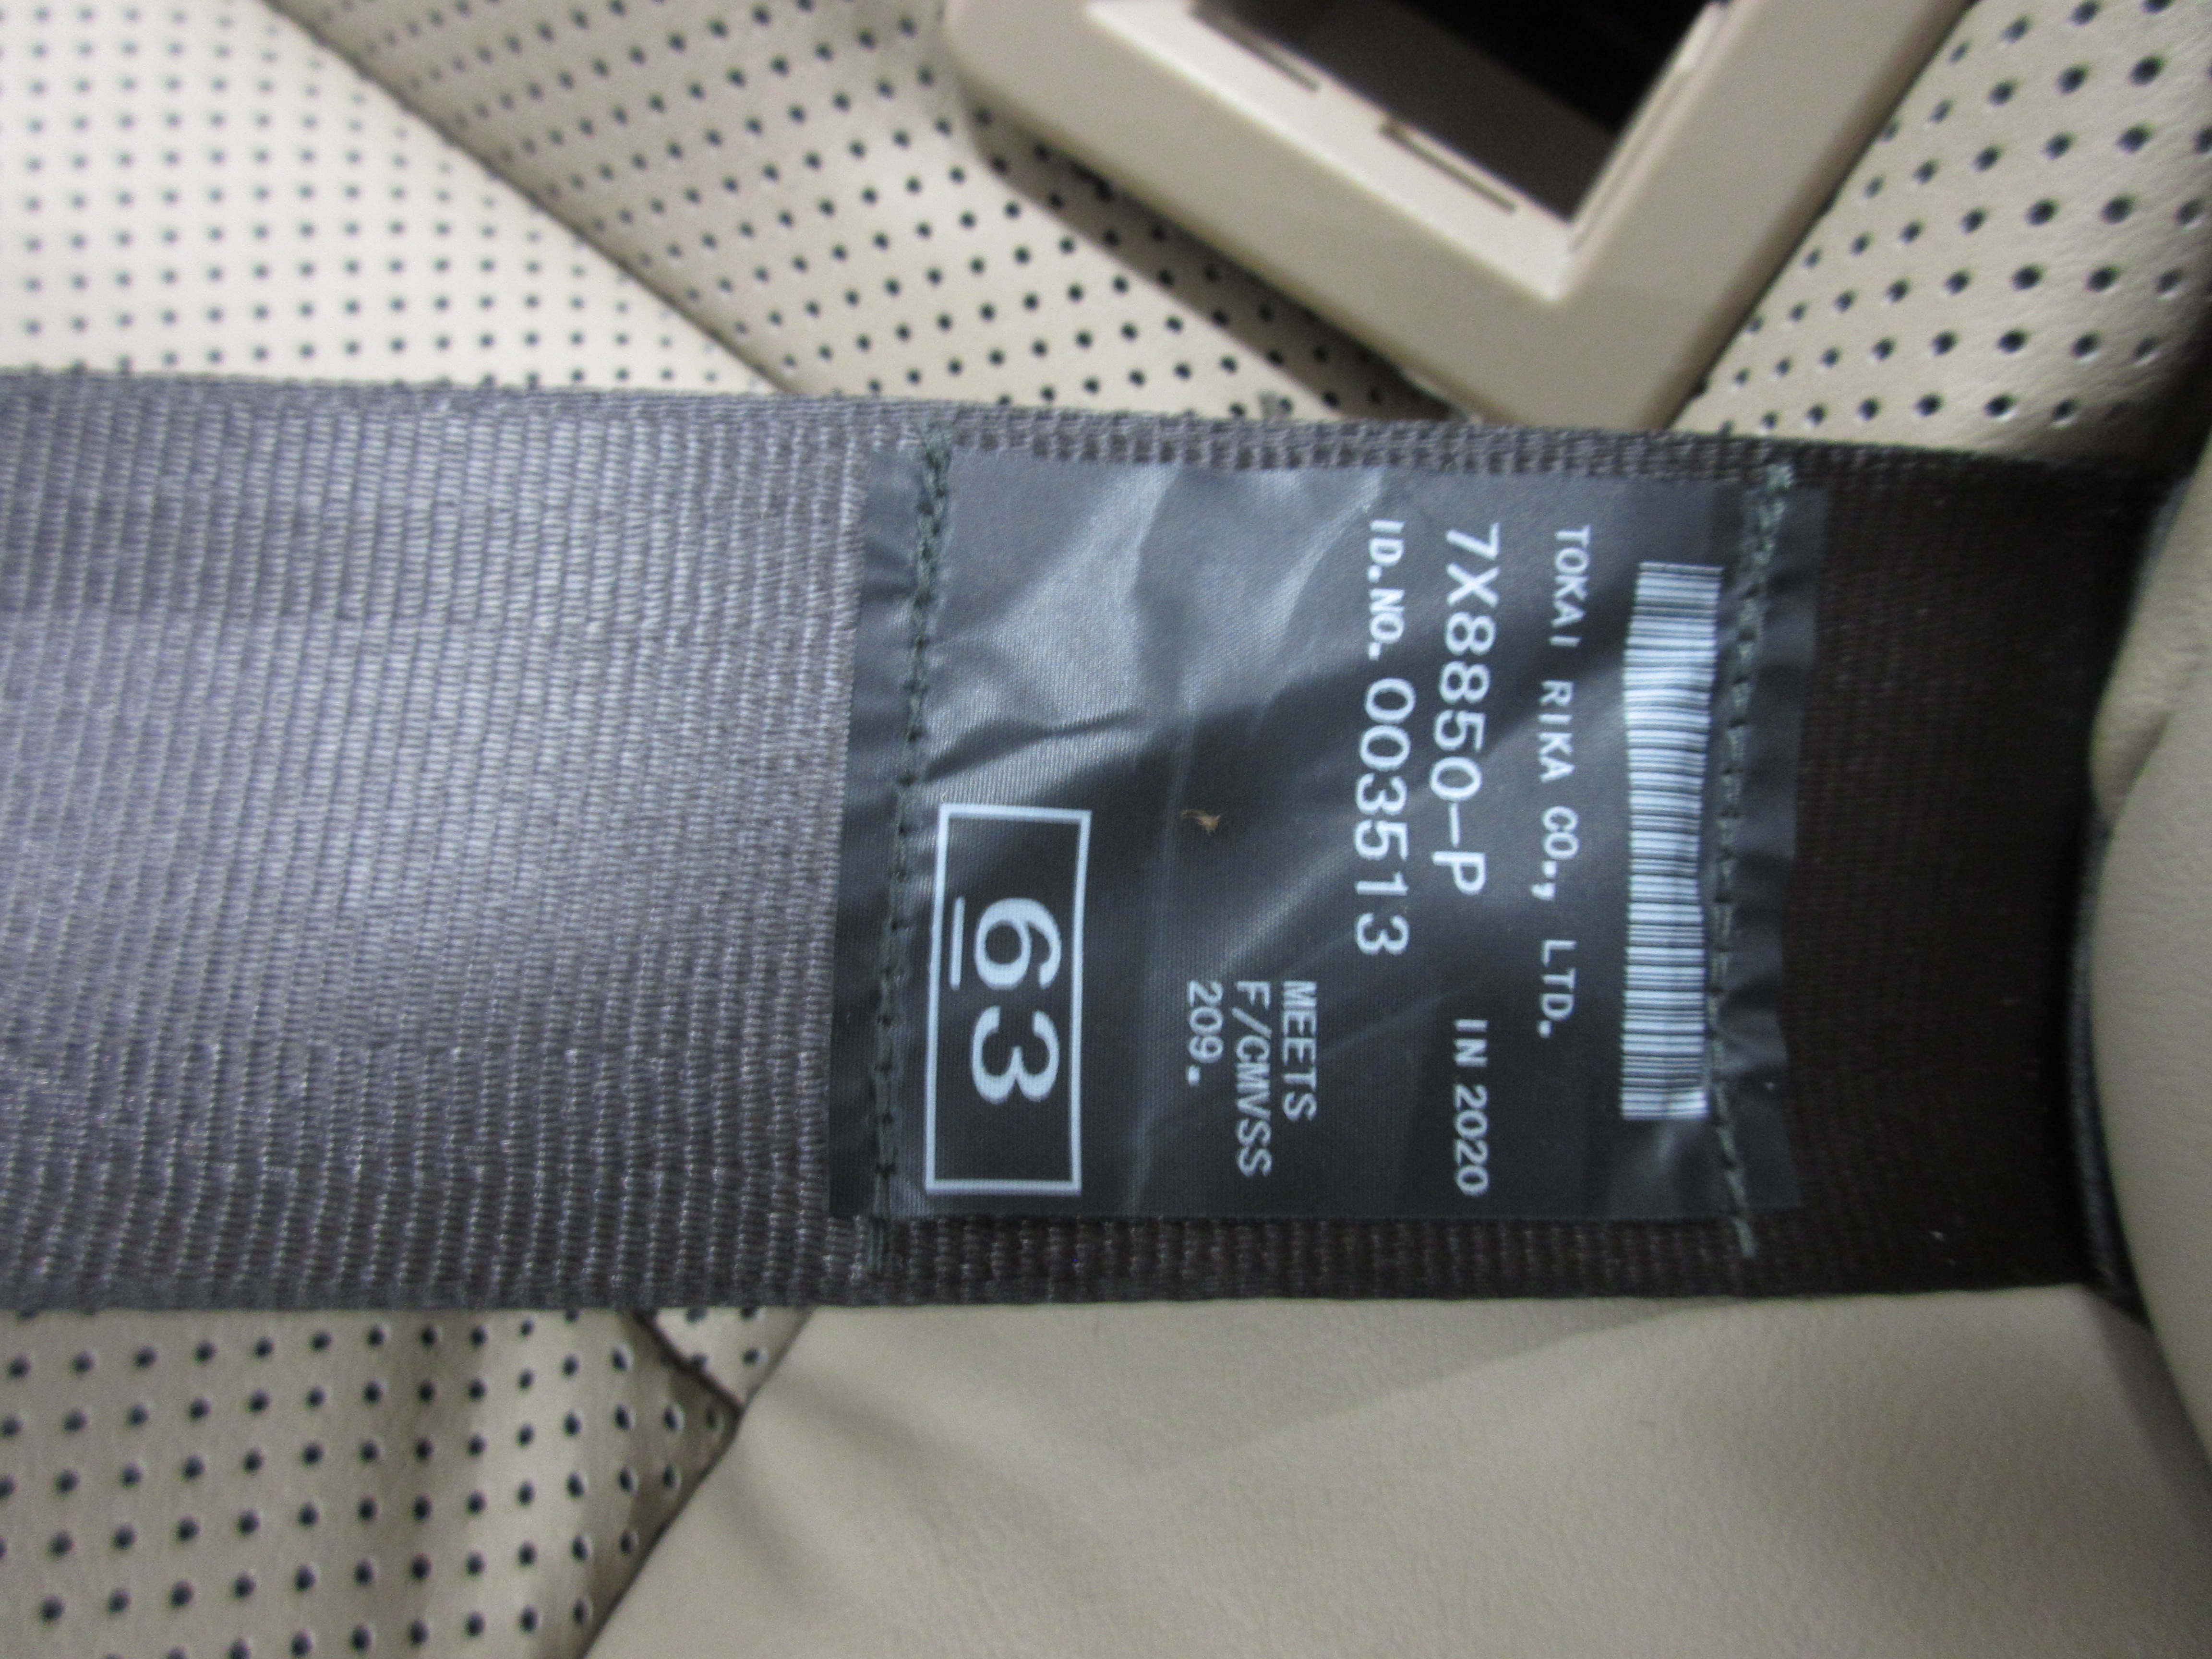 TOKAI RIKA CO., LTD.
7X8850-P IN 2020
ID.NO. 003513
MEETS
F/CMVSS
209.
63